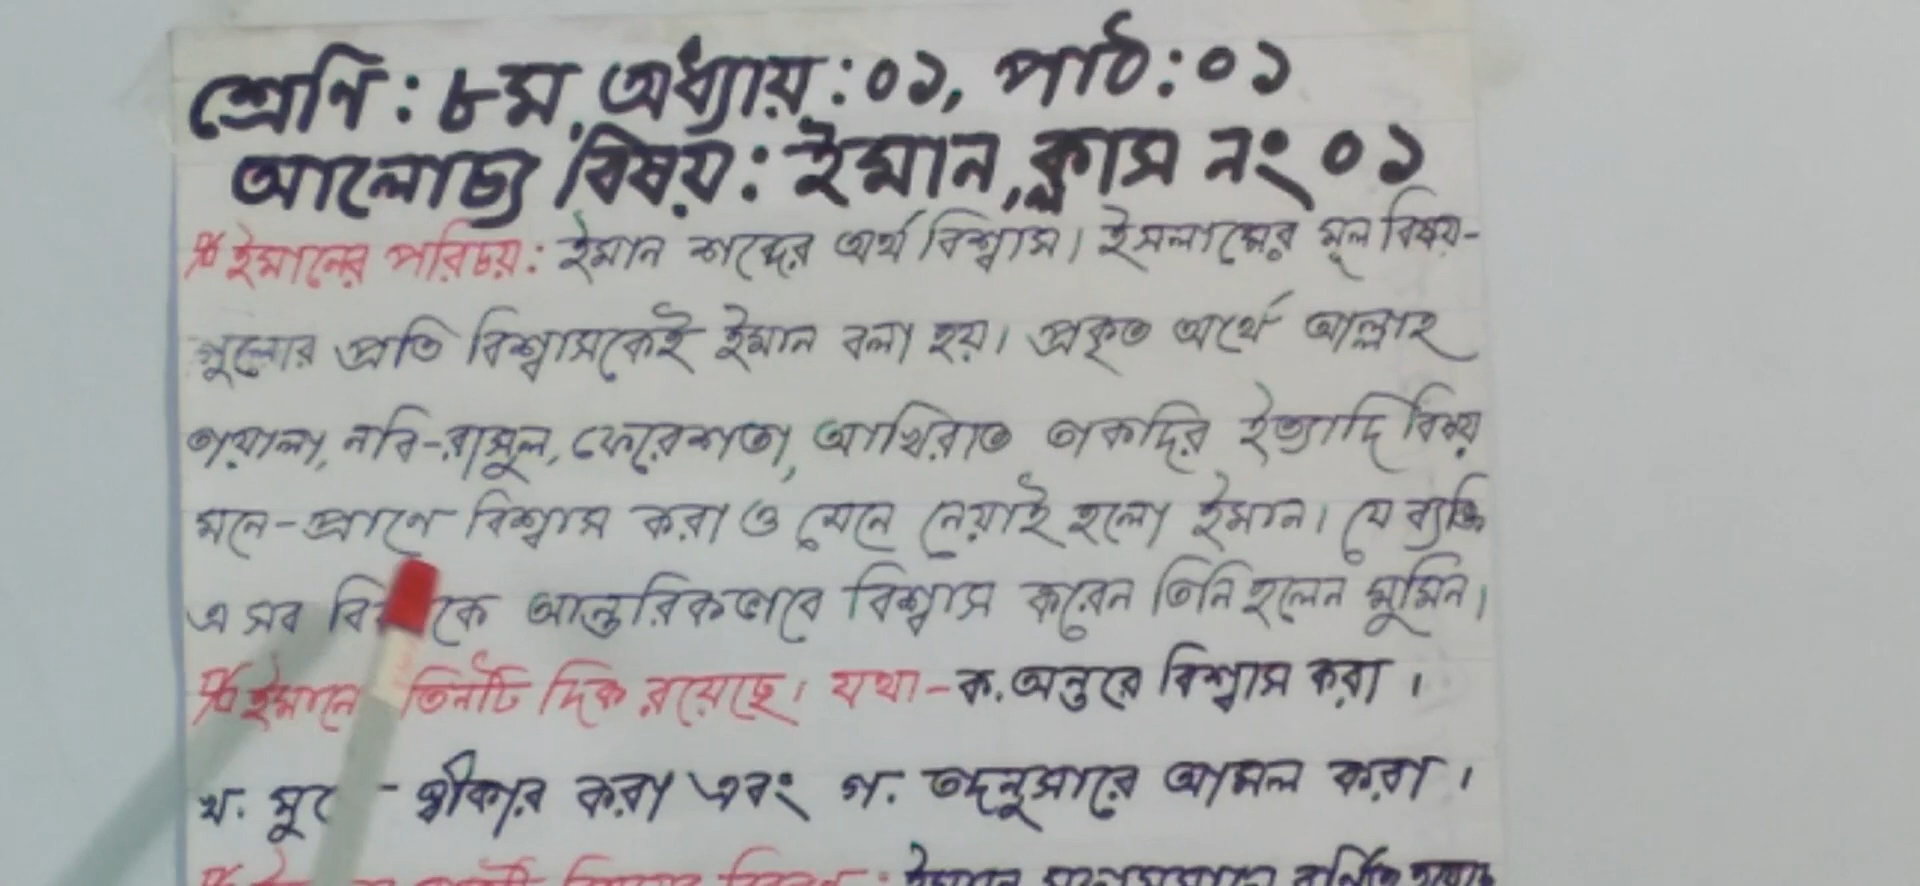 শ্রেণি : ৮ম, অধ্যায় : ০১, পাঠ : ০১
আলোচ্য বিষয় : ইমান, ক্লাস নং ০১
ইমানের পরিচয় : ইমান শব্দের অর্থ বিশ্বাস। ইসলামের মূল বিষয়-
গুলোর প্রতি বিশ্বাসকেই ইমান বলা হয়। প্রকৃত অর্থে আল্লাহ
তায়ালা, নবি-রাসুল, ফেরেশতা, আখিরাত তাকদির ইত্যাদি বিষয়
মনে-প্রাণে বিশ্বাস করা ও মেনে নেয়াই হলো ইমান। যে ব্যক্তি
এ সব কে আন্তরিকভাবে বিশ্বাস করেন তিনি হলেন মুমিন।
ইমানে তিনটি দিক রয়েছে। যথা- ক. অন্তরে বিশ্বাস করা ।
খ. মু - স্বীকার করা এবং গ. তদনুসারে আমল করা ।